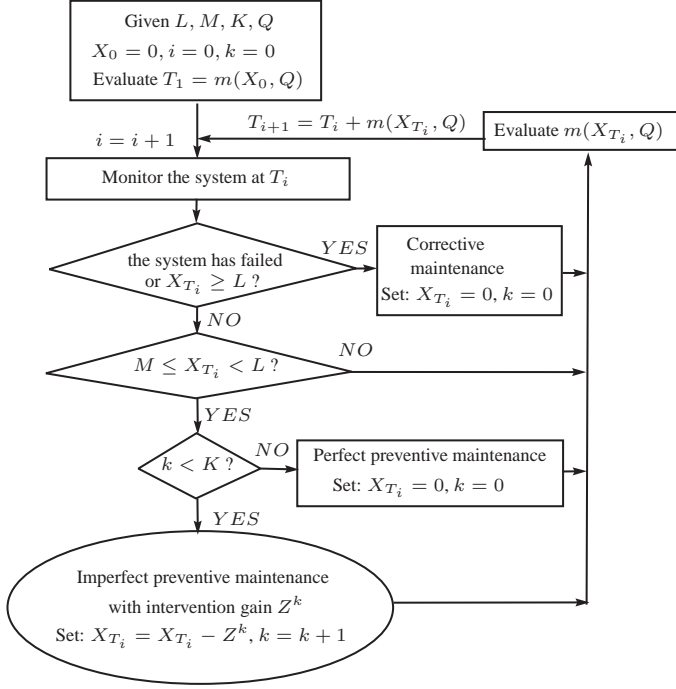 Given L, M, K, Q
X₀ = 0, i = 0, k = 0
Evaluate T₁ = m(X₀, Q)
i = i + 1
T_{i+1} = T_i + m(X_{T_i}, Q)
Evaluate m(X_{T_i}, Q)
Monitor the system at T_i
the system has failed
or X_{T_i} ≥ L ?
YES
Corrective
maintenance
Set: X_{T_i} = 0, k = 0
NO
M ≤ X_{T_i} < L ?
NO
YES
k < K ?
NO
Perfect preventive maintenance
Set: X_{T_i} = 0, k = 0
YES
Imperfect preventive maintenance
with intervention gain Z^k
Set: X_{T_i} = X_{T_i} − Z^k, k = k + 1